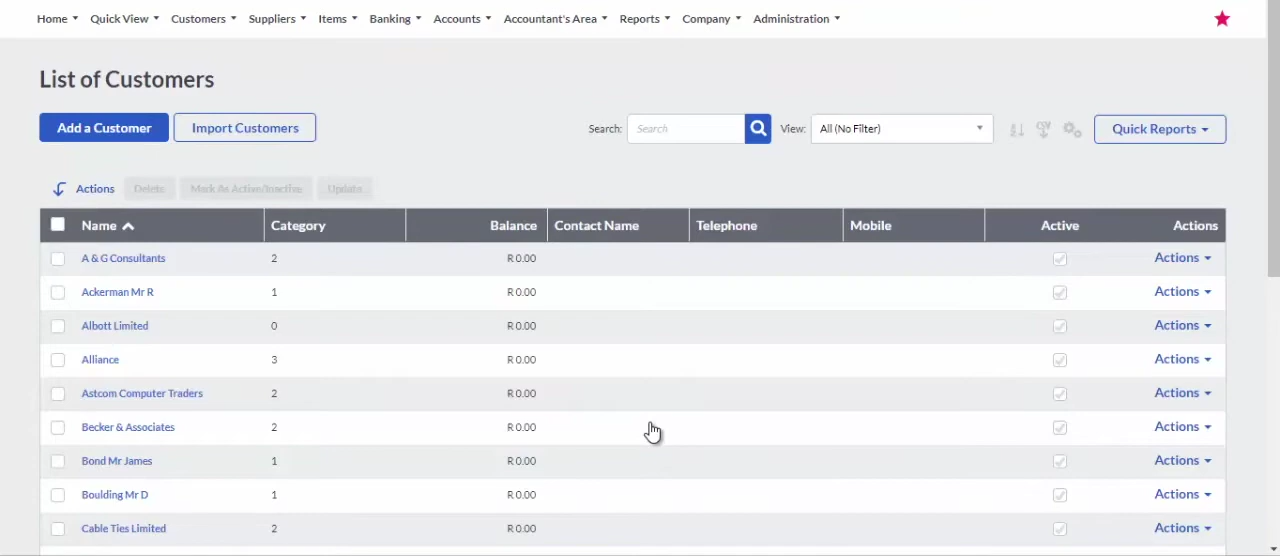 Home Quick View Customers Suppliers Items Banking Accounts Accountant's Area Reports Company Administration
List of Customers
Add a Customer Import Customers Search: Search View: All (No Filter) Quick Reports
Actions Delete Mark As Active/Inactive Update
Name Category Balance Contact Name Telephone Mobile Active Actions
A & G Consultants 2 R 0.00 Actions
Ackerman Mr R 1 R 0.00 Actions
Albott Limited 0 R 0.00 Actions
Alliance 3 R 0.00 Actions
Astcom Computer Traders 2 R 0.00 Actions
Becker & Associates 2 R 0.00 Actions
Bond Mr James 1 R 0.00 Actions
Boulding Mr D 1 R 0.00 Actions
Cable Ties Limited 2 R 0.00 Actions